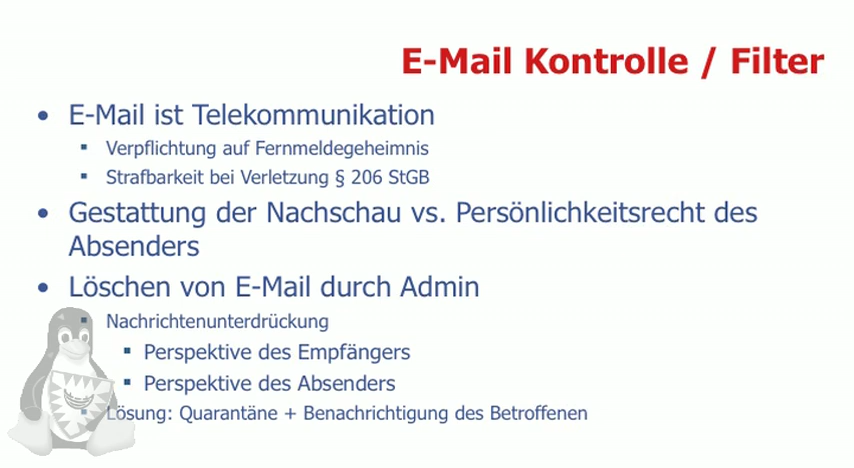 E-Mail Kontrolle / Filter
• E-Mail ist Telekommunikation
▪ Verpflichtung auf Fernmeldegeheimnis
▪ Strafbarkeit bei Verletzung § 206 StGB
• Gestattung der Nachschau vs. Persönlichkeitsrecht des
Absenders
• Löschen von E-Mail durch Admin
▪ Nachrichtenunterdrückung
▪ Perspektive des Empfängers
▪ Perspektive des Absenders
▪ Lösung: Quarantäne + Benachrichtigung des Betroffenen